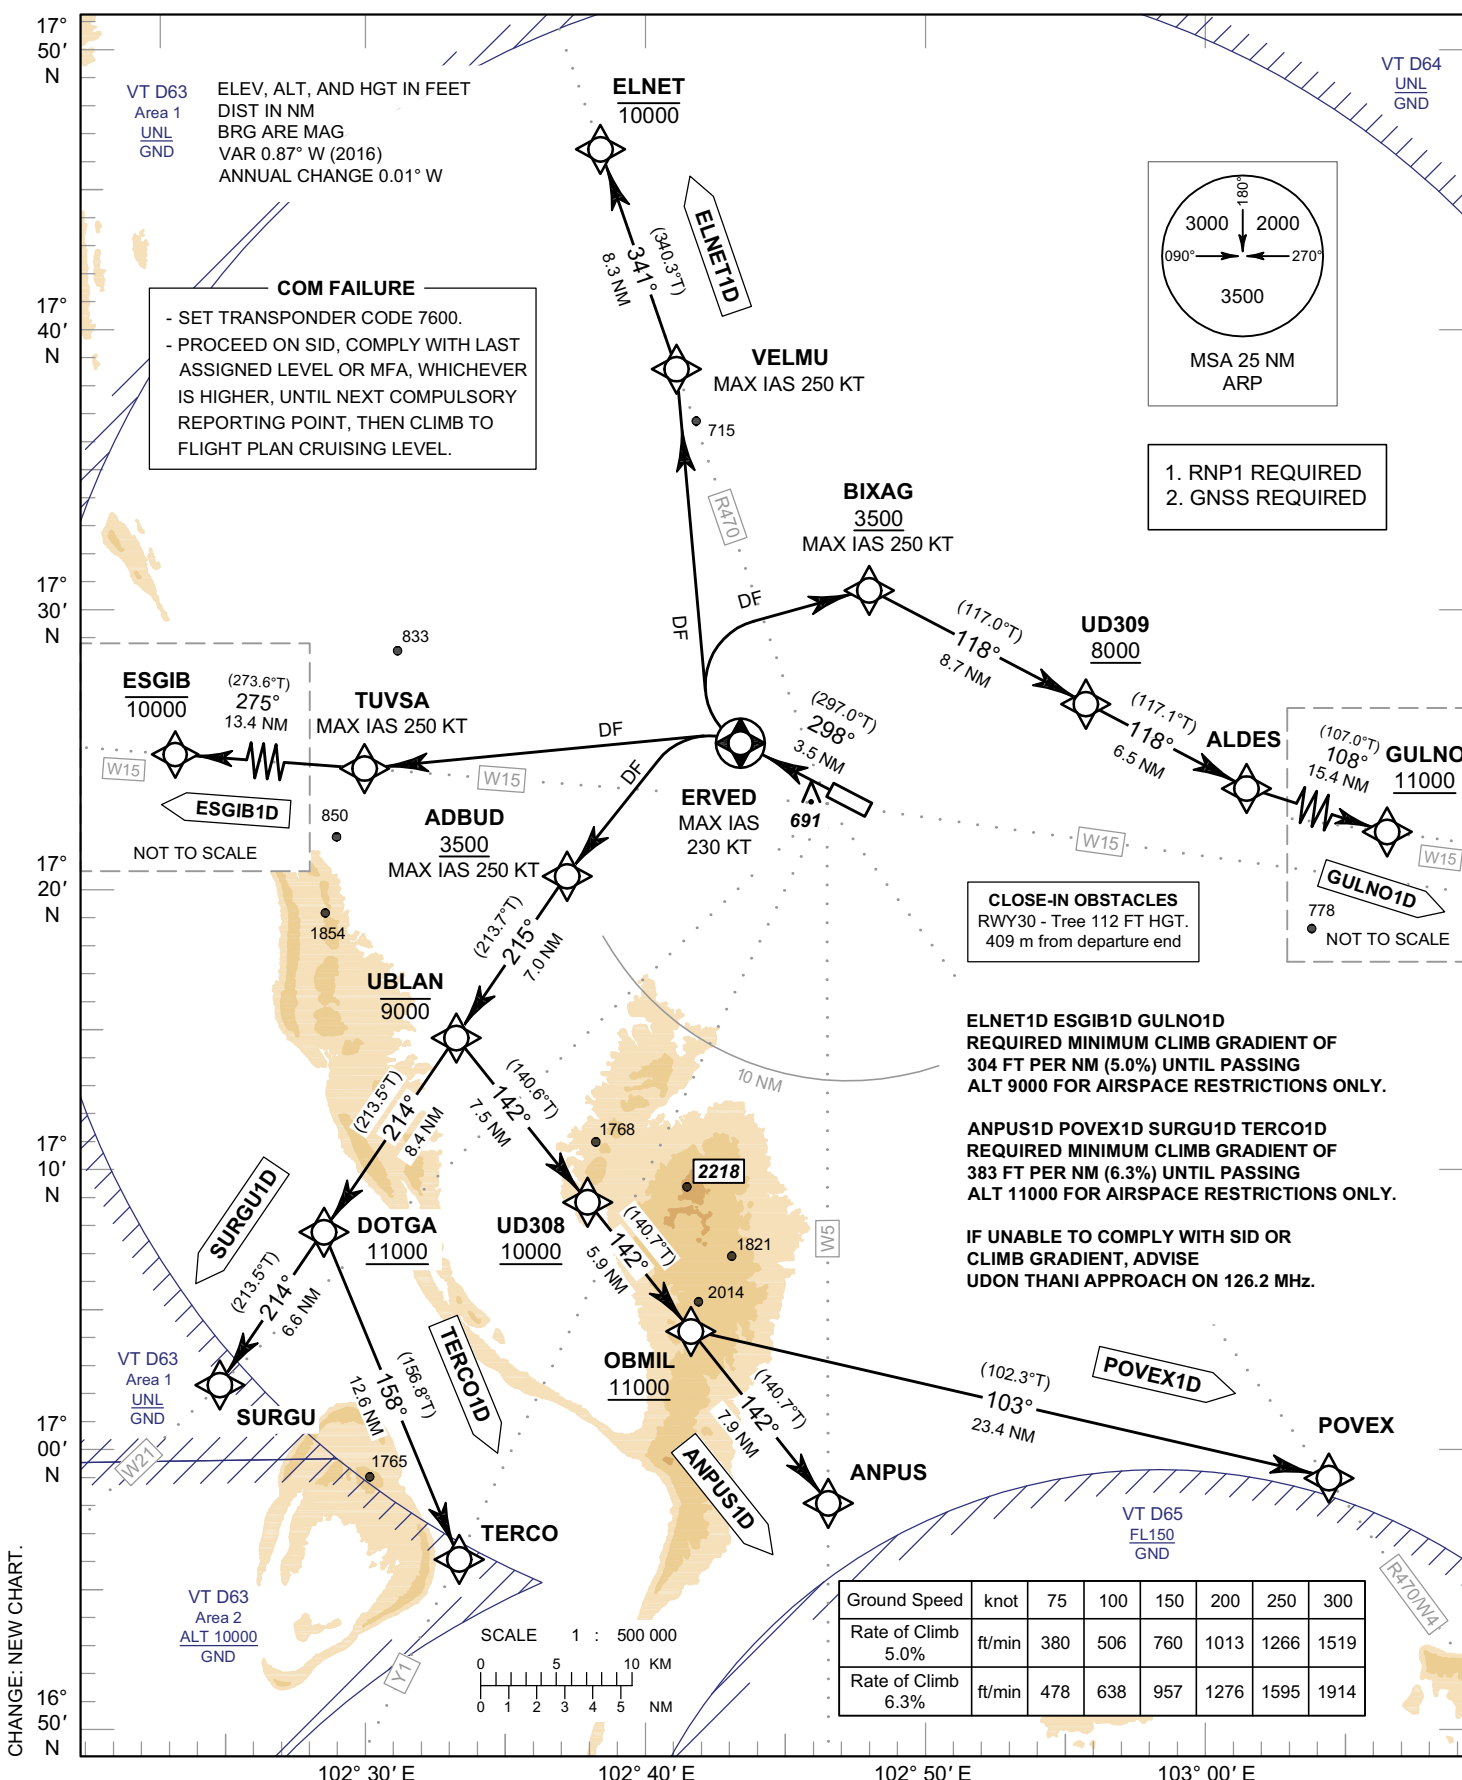 17°
50′
N
VT D63
Area 1
UNL
GND
ELEV, ALT, AND HGT IN FEET
DIST IN NM
BRG ARE MAG
VAR 0.87° W (2016)
ANNUAL CHANGE 0.01° W
ELNET
10000
VT D64
UNL
GND
180°
3000
2000
090°
270°
3500
MSA 25 NM
ARP
ELNET1D
(340.3°T)
341°
8.3 NM
17°
40′
N
COM FAILURE
- SET TRANSPONDER CODE 7600.
- PROCEED ON SID, COMPLY WITH LAST
ASSIGNED LEVEL OR MFA, WHICHEVER
IS HIGHER, UNTIL NEXT COMPULSORY
REPORTING POINT, THEN CLIMB TO
FLIGHT PLAN CRUISING LEVEL.
VELMU
MAX IAS 250 KT
715
R470
1. RNP1 REQUIRED
2. GNSS REQUIRED
BIXAG
3500
MAX IAS 250 KT
17°
30′
N
DF
DF
(117.0°T)
118°
8.7 NM
UD309
8000
833
ESGIB
10000
(273.6°T)
275°
13.4 NM
TUVSA
MAX IAS 250 KT
DF
(297.0°T)
298°
3.5 NM
(117.1°T)
118°
6.5 NM
ALDES
(107.0°T)
108°
15.4 NM
GULNO
11000
W15
W15
DF
ESGIB1D
850
NOT TO SCALE
ADBUD
3500
MAX IAS 250 KT
ERVED
MAX IAS
230 KT
691
W15
W15
GULNO1D
778
NOT TO SCALE
17°
20′
N
CLOSE-IN OBSTACLES
RWY30 - Tree 112 FT HGT.
409 m from departure end
1854
(213.7°T)
215°
7.0 NM
UBLAN
9000
ELNET1D ESGIB1D GULNO1D
REQUIRED MINIMUM CLIMB GRADIENT OF
304 FT PER NM (5.0%) UNTIL PASSING
ALT 9000 FOR AIRSPACE RESTRICTIONS ONLY.
10 NM
(213.5°T)
214°
8.4 NM
(140.6°T)
142°
7.5 NM
1768
ANPUS1D POVEX1D SURGU1D TERCO1D
REQUIRED MINIMUM CLIMB GRADIENT OF
383 FT PER NM (6.3%) UNTIL PASSING
ALT 11000 FOR AIRSPACE RESTRICTIONS ONLY.
17°
10′
N
2218
SURGU1D
DOTGA
11000
UD308
10000
(140.7°T)
142°
5.9 NM
1821
W5
IF UNABLE TO COMPLY WITH SID OR
CLIMB GRADIENT, ADVISE
UDON THANI APPROACH ON 126.2 MHz.
2014
(213.5°T)
214°
6.6 NM
TERCO1D
(156.8°T)
158°
12.6 NM
OBMIL
11000
(140.7°T)
142°
7.9 NM
(102.3°T)
103°
23.4 NM
POVEX1D
VT D63
Area 1
UNL
GND
SURGU
POVEX
17°
00′
N
W21
1765
ANPUS1D
ANPUS
TERCO
VT D65
FL150
GND
R470/W4
VT D63
Area 2
ALT 10000
GND
Y1
SCALE 1 : 500 000
0 5 10 KM
0 1 2 3 4 5 NM
Ground Speed knot 75 100 150 200 250 300
Rate of Climb 5.0% ft/min 380 506 760 1013 1266 1519
Rate of Climb 6.3% ft/min 478 638 957 1276 1595 1914
16°
50′
N
CHANGE: NEW CHART.
102° 30′ E
102° 40′ E
102° 50′ E
103° 00′ E